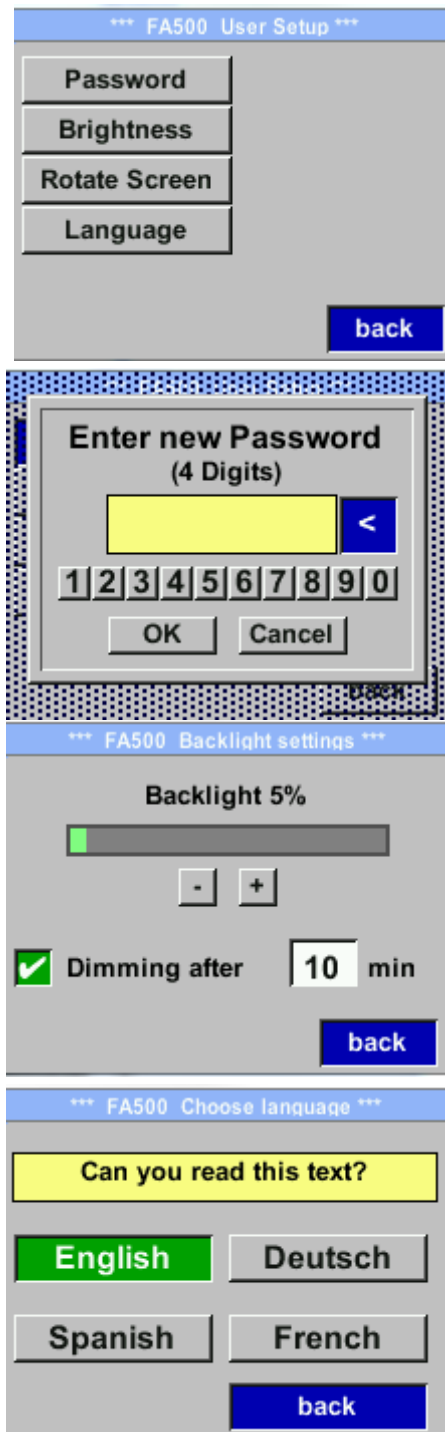 *** FA500 User Setup ***
Password
Brightness
Rotate Screen
Language
back
Enter new Password
(4 Digits)
<
1 2 3 4 5 6 7 8 9 0
OK Cancel
back
*** FA500 Backlight settings ***
Backlight 5%
- +
Dimming after 10 min
back
*** FA500 Choose language ***
Can you read this text?
English Deutsch
Spanish French
back